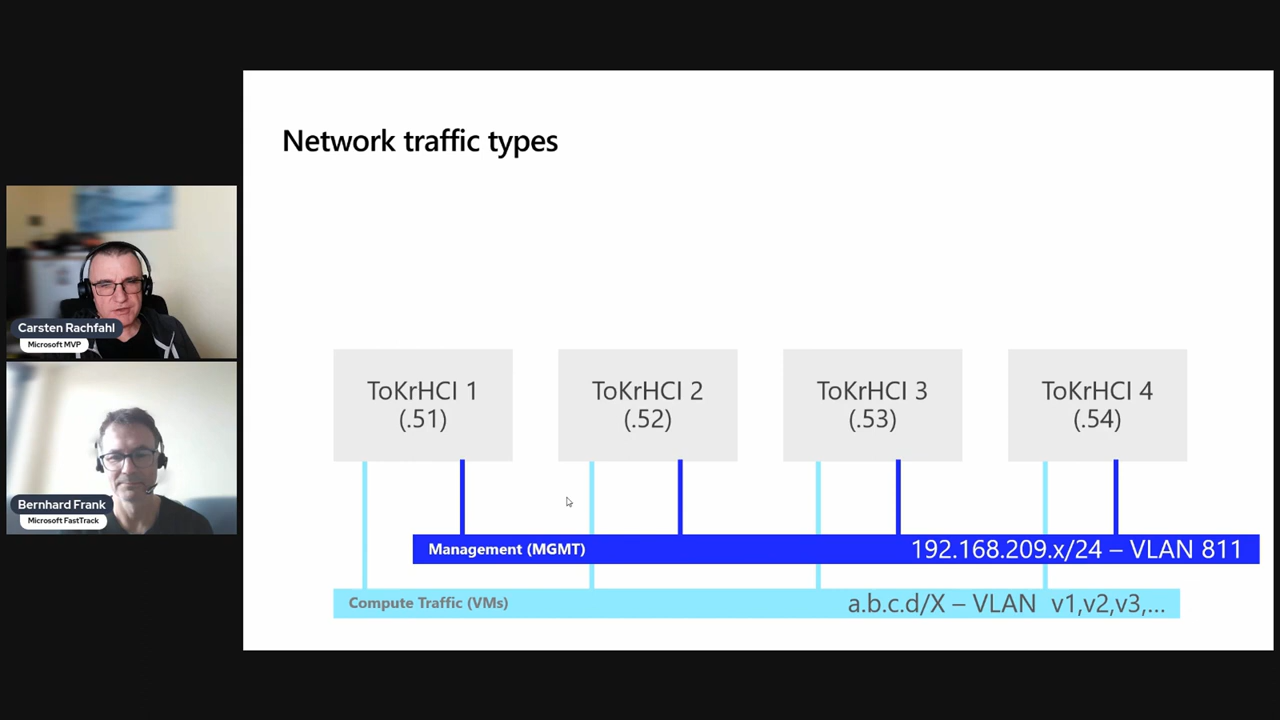 Network traffic types
Carsten Rachfahl
Microsoft MVP
Bernhard Frank
Microsoft FastTrack
ToKrHCI 1
(.51)
ToKrHCI 2
(.52)
ToKrHCI 3
(.53)
ToKrHCI 4
(.54)
Management (MGMT) 192.168.209.x/24 – VLAN 811
Compute Traffic (VMs) a.b.c.d/X – VLAN v1,v2,v3,...